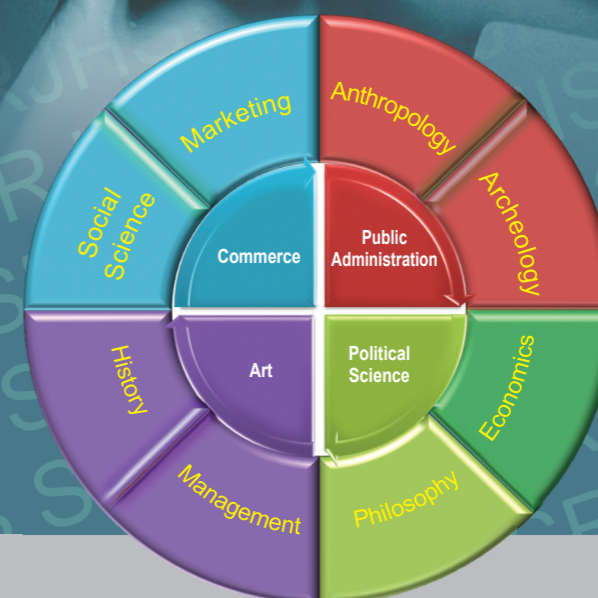 Marketing
Anthropology
Archeology
Social
Science
Commerce
Public
Administration
History
Art
Political
Science
Economics
Management
Philosophy